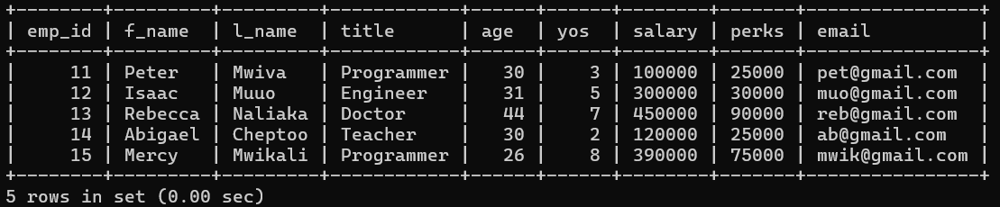 +--------+---------+---------+------------+------+------+--------+-------+----------------+
| emp_id | f_name  | l_name  | title      | age  | yos  | salary | perks | email          |
+--------+---------+---------+------------+------+------+--------+-------+----------------+
|     11 | Peter   | Mwiva   | Programmer |   30 |    3 | 100000 | 25000 | pet@gmail.com  |
|     12 | Isaac   | Muuo    | Engineer   |   31 |    5 | 300000 | 30000 | muo@gmail.com  |
|     13 | Rebecca | Naliaka | Doctor     |   44 |    7 | 450000 | 90000 | reb@gmail.com  |
|     14 | Abigael | Cheptoo | Teacher    |   30 |    2 | 120000 | 25000 | ab@gmail.com   |
|     15 | Mercy   | Mwikali | Programmer |   26 |    8 | 390000 | 75000 | mwik@gmail.com |
+--------+---------+---------+------------+------+------+--------+-------+----------------+
5 rows in set (0.00 sec)